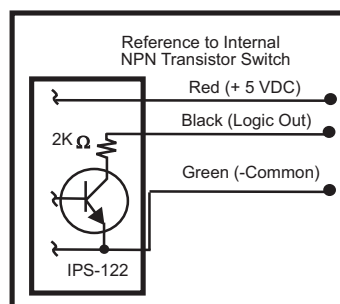 Reference to Internal
NPN Transistor Switch
Red (+ 5 VDC)
Black (Logic Out)
2K Ω
Green (-Common)
IPS-122